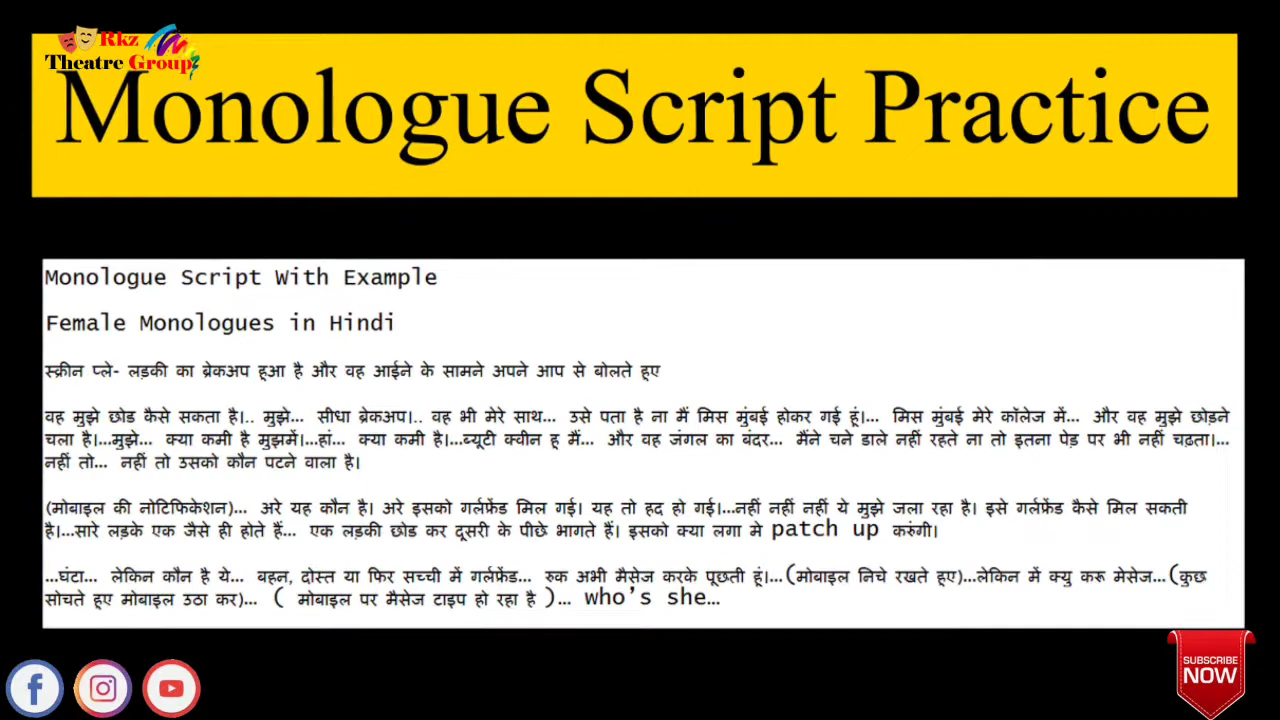 Rkz
Theatre Group
Monologue Script Practice
Monologue Script With Example
Female Monologues in Hindi
स्क्रीन प्ले- लड़की का ब्रेकअप हुआ है और वह आईने के सामने अपने आप से बोलते हुए
वह मुझे छोड कैसे सकता है।.. मुझे... सीधा ब्रेकअप।.. वह भी मेरे साथ... उसे पता है ना मैं मिस मुंबई होकर गई हूं।... मिस मुंबई मेरे कॉलेज में... और वह मुझे छोड़ने
चला है।...मुझे... क्या कमी है मुझमें।...हां... क्या कमी है।...ब्यूटी क्वीन हू मैं... और वह जंगल का बंदर... मैंने चने डाले नहीं रहते ना तो इतना पेड़ पर भी नहीं चढ़ता।...
नहीं तो... नहीं तो उसको कौन पटने वाला है।
(मोबाइल की नोटिफिकेशन)... अरे यह कौन है। अरे इसको गर्लफ्रेंड मिल गई। यह तो हद हो गई।...नहीं नहीं नहीं ये मुझे जला रहा है। इसे गर्लफ्रेंड कैसे मिल सकती
है।...सारे लड़के एक जैसे ही होते हैं... एक लड़की छोड कर दूसरी के पीछे भागते हैं। इसको क्या लगा मे patch up करुंगी।
...घंटा... लेकिन कौन है ये... बहन, दोस्त या फिर सच्ची में गर्लफ्रेंड... रुक अभी मैसेज करके पूछती हूं।...(मोबाइल निचे रखते हुए)...लेकिन में क्यु करू मेसेज...(कुछ
सोचते हुए मोबाइल उठा कर)... ( मोबाइल पर मैसेज टाइप हो रहा है )... who's she...
SUBSCRIBE
NOW